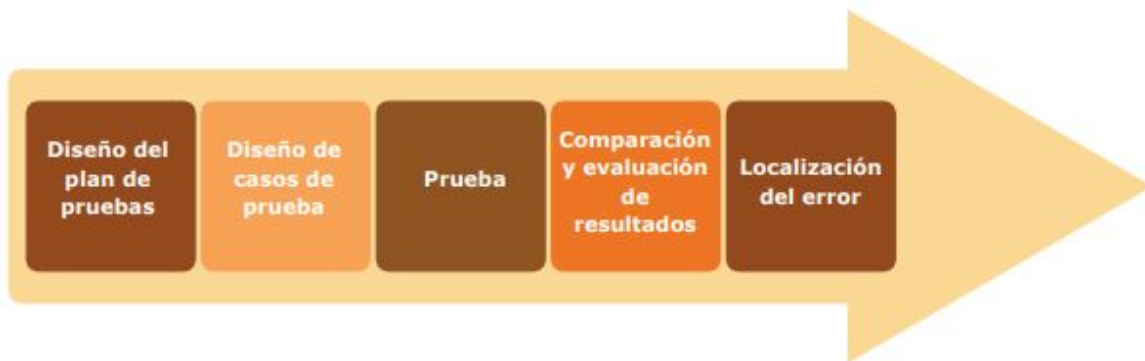 Diseño del
plan de
pruebas
Diseño de
casos de
prueba
Prueba
Comparación
y evaluación
de
resultados
Localización
del error